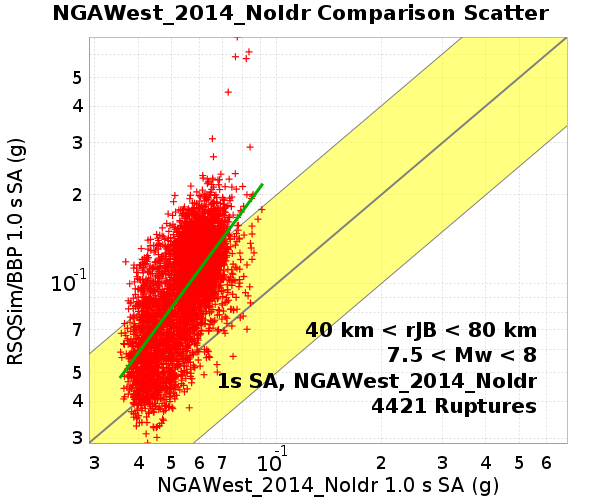 NGAWest_2014_NoIdr Comparison Scatter
RSQSim/BBP 1.0 s SA (g)
5
4
3
2
10^-1
7
5
4
3
40 km < rJB < 80 km
7.5 < Mw < 8
1s SA, NGAWest_2014_NoIdr
4421 Ruptures
3 4 5 6 7 10^-1 2 3 4 5 6
NGAWest_2014_NoIdr 1.0 s SA (g)